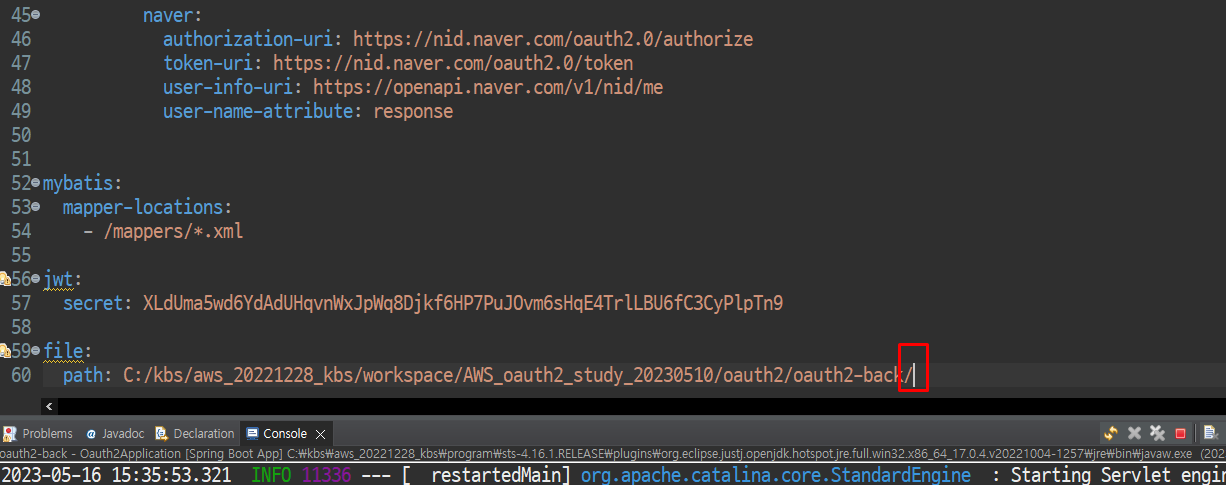 45 naver:
46 authorization-uri: https://nid.naver.com/oauth2.0/authorize
47 token-uri: https://nid.naver.com/oauth2.0/token
48 user-info-uri: https://openapi.naver.com/v1/nid/me
49 user-name-attribute: response
50
51
52 mybatis:
53 mapper-locations:
54 - /mappers/*.xml
55
56 jwt:
57 secret: XLdUma5wd6YdAdUHqvnWxJpWq8Djkf6HP7PuJOvm6sHqE4TrlLBU6fC3CyPlpTn9
58
59 file:
60 path: C:/kbs/aws_20221228_kbs/workspace/AWS_oauth2_study_20230510/oauth2/oauth2-back/
Problems Javadoc Declaration Console
oauth2-back - Oauth2Application [Spring Boot App] C:￦kbs￦aws_20221228_kbs￦program￦sts-4.16.1.RELEASE￦plugins￦org.eclipse.justj.openjdk.hotspot.jre.full.win32.x86_64_17.0.4.v20221004-1257￦jre￦bin￦javaw.exe (202
2023-05-16 15:35:53.321 INFO 11336 --- [ restartedMain] org.apache.catalina.core.StandardEngine : Starting Servlet engin